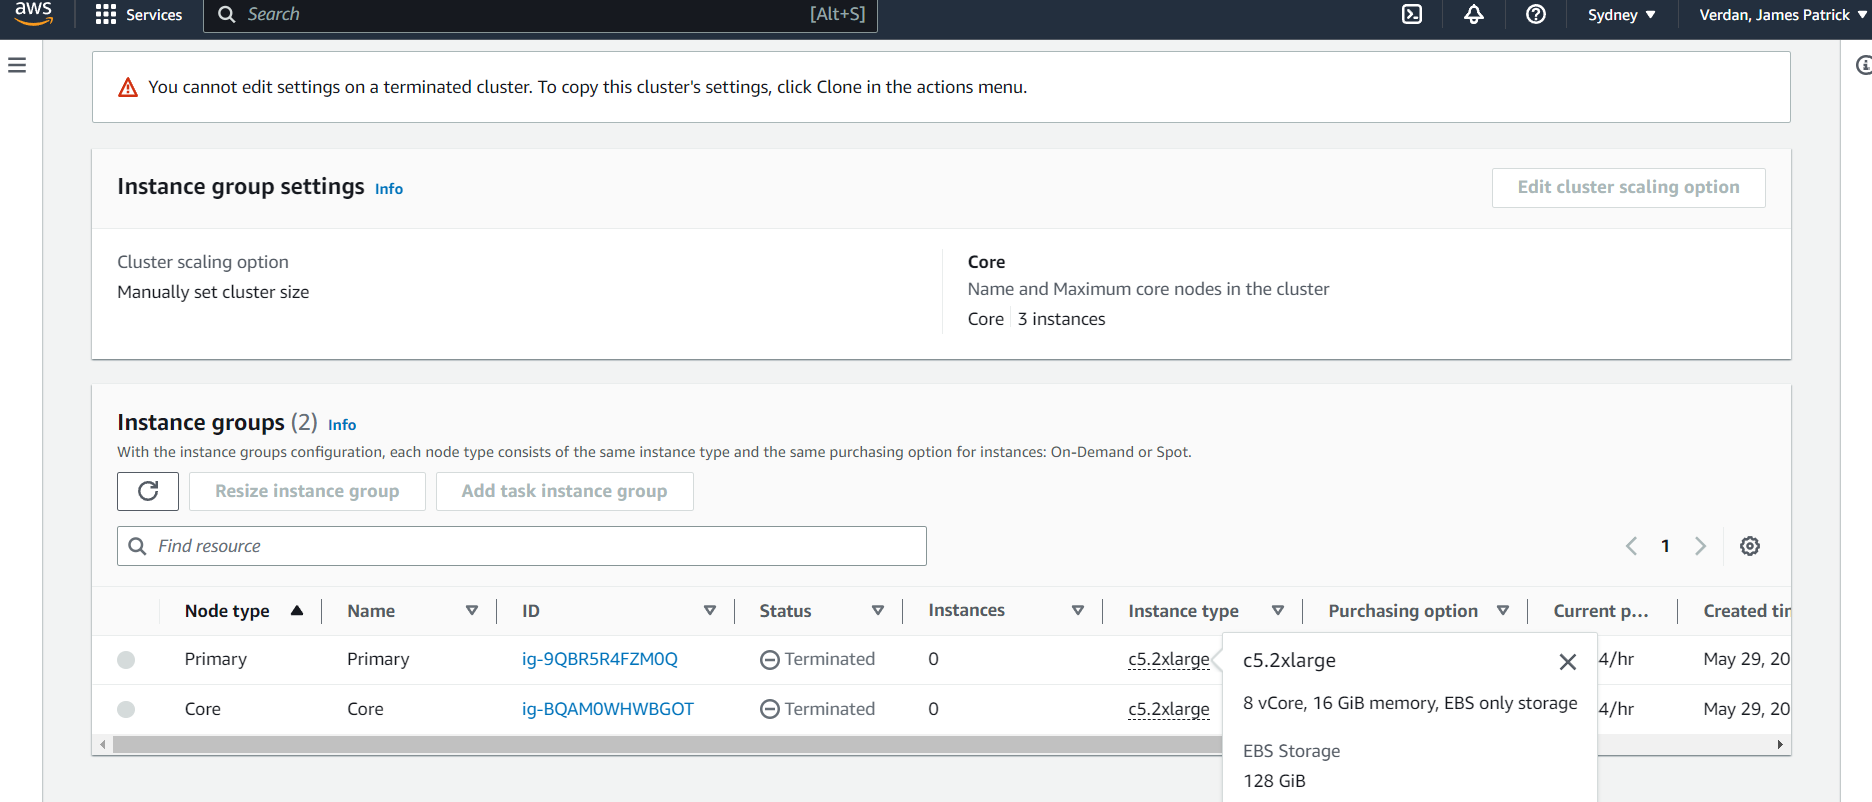 aws Services Search [Alt+S] Sydney ▼ Verdan, James Patrick ▼
You cannot edit settings on a terminated cluster. To copy this cluster's settings, click Clone in the actions menu.
Instance group settings Info Edit cluster scaling option
Cluster scaling option
Manually set cluster size
Core
Name and Maximum core nodes in the cluster
Core 3 instances
Instance groups (2) Info
With the instance groups configuration, each node type consists of the same instance type and the same purchasing option for instances: On-Demand or Spot.
Resize instance group Add task instance group
Find resource 1
Node type Name ID Status Instances Instance type Purchasing option Current p... Created tin
Primary Primary ig-9QBR5R4FZM0Q Terminated 0 c5.2xlarge 4/hr May 29, 20
Core Core ig-BQAM0WHWBGOT Terminated 0 c5.2xlarge 4/hr May 29, 20
c5.2xlarge
8 vCore, 16 GiB memory, EBS only storage
EBS Storage
128 GiB